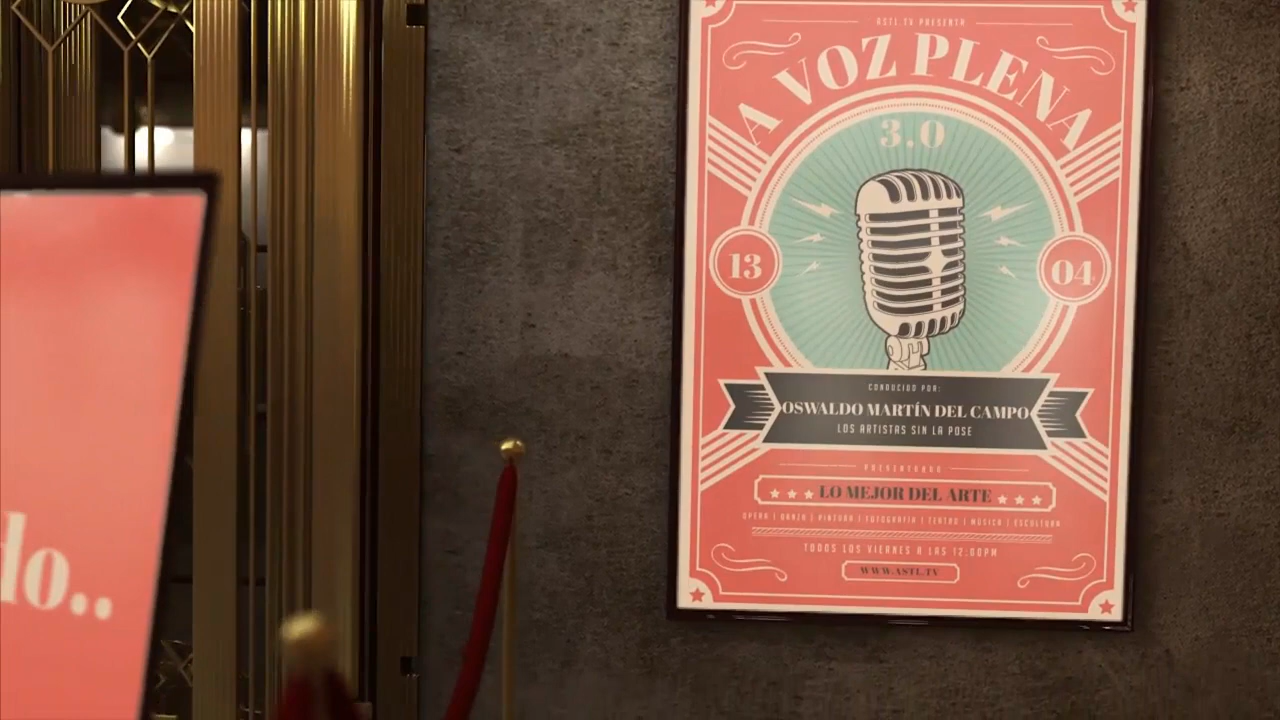 ASTL.TV PRESENTA
A VOZ PLENA
3.0
13
04
CONDUCIDO POR:
OSWALDO MARTÍN DEL CAMPO
LOS ARTISTAS SIN LA POSE
PRESENTANDO
LO MEJOR DEL ARTE
OPERA | DANZA | PINTURA | FOTOGRAFÍA | TEATRO | MÚSICA | ESCULTURA
TODOS LOS VIERNES A LAS 12:00PM
WWW.ASTL.TV
do..